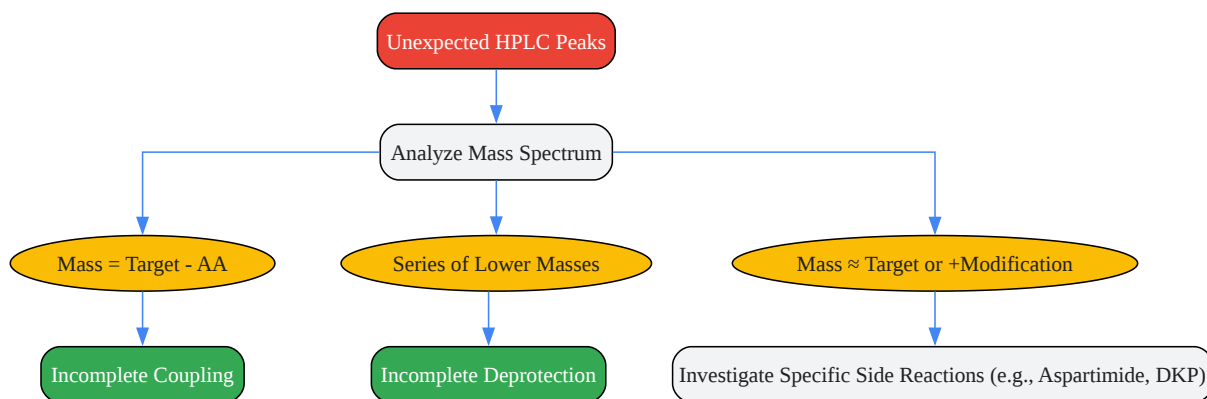 Unexpected HPLC Peaks
Analyze Mass Spectrum
Mass = Target - AA
Series of Lower Masses
Mass ≈ Target or +Modification
Incomplete Coupling
Incomplete Deprotection
Investigate Specific Side Reactions (e.g., Aspartimide, DKP)